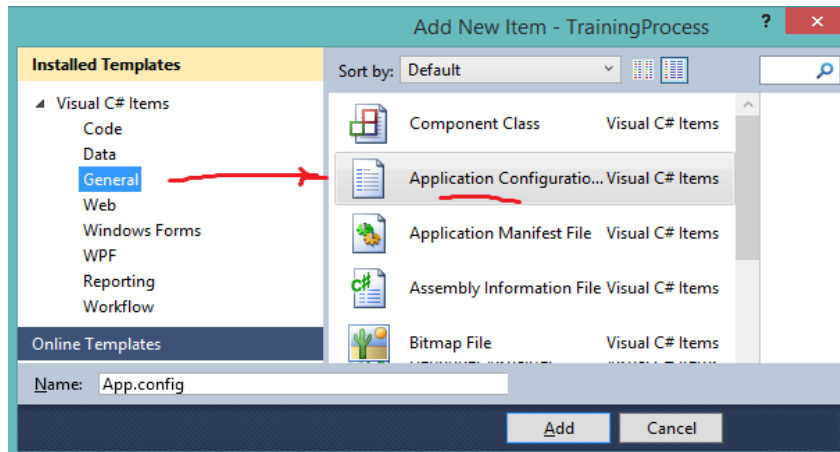 Add New Item - TrainingProcess
?
Installed Templates
Sort by: Default
Visual C# Items
Code
Data
General
Web
Windows Forms
WPF
Reporting
Workflow
Online Templates
Component Class Visual C# Items
Application Configuratio... Visual C# Items
Application Manifest File Visual C# Items
Assembly Information File Visual C# Items
Bitmap File Visual C# Items
Name: App.config
Add Cancel